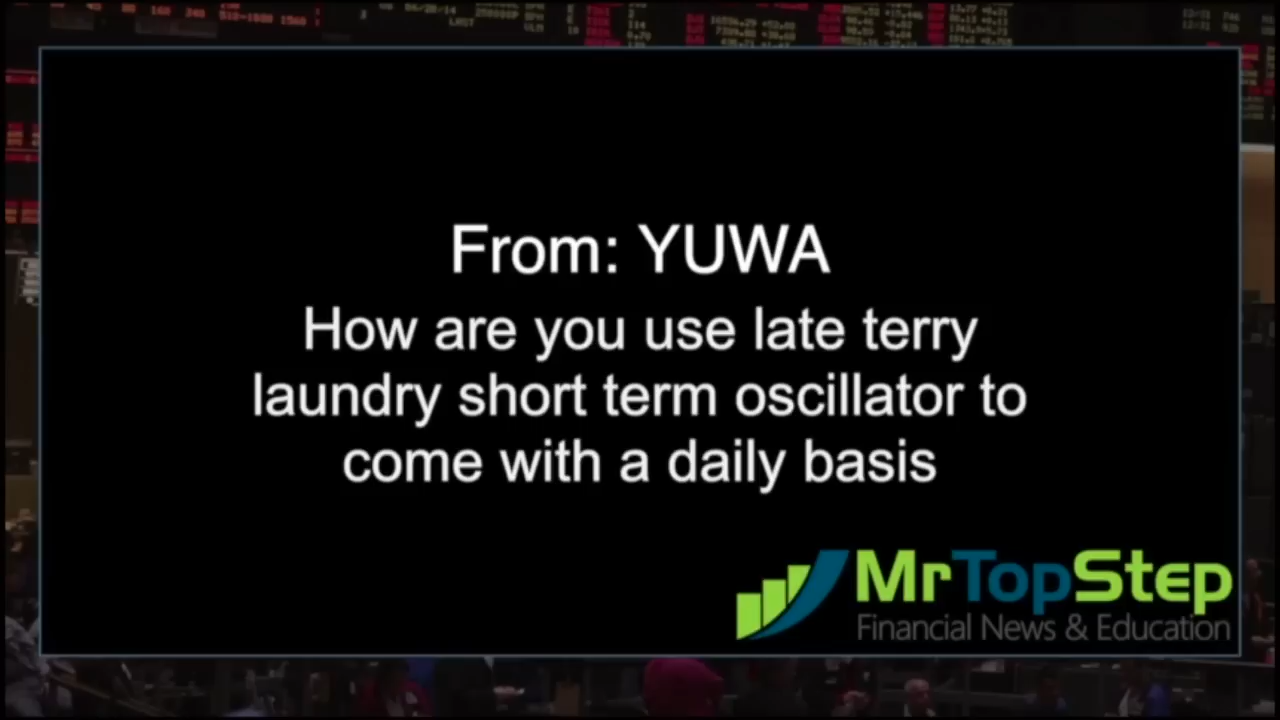 From: YUWA
How are you use late terry
laundry short term oscillator to
come with a daily basis
MrTopStep
Financial News & Education